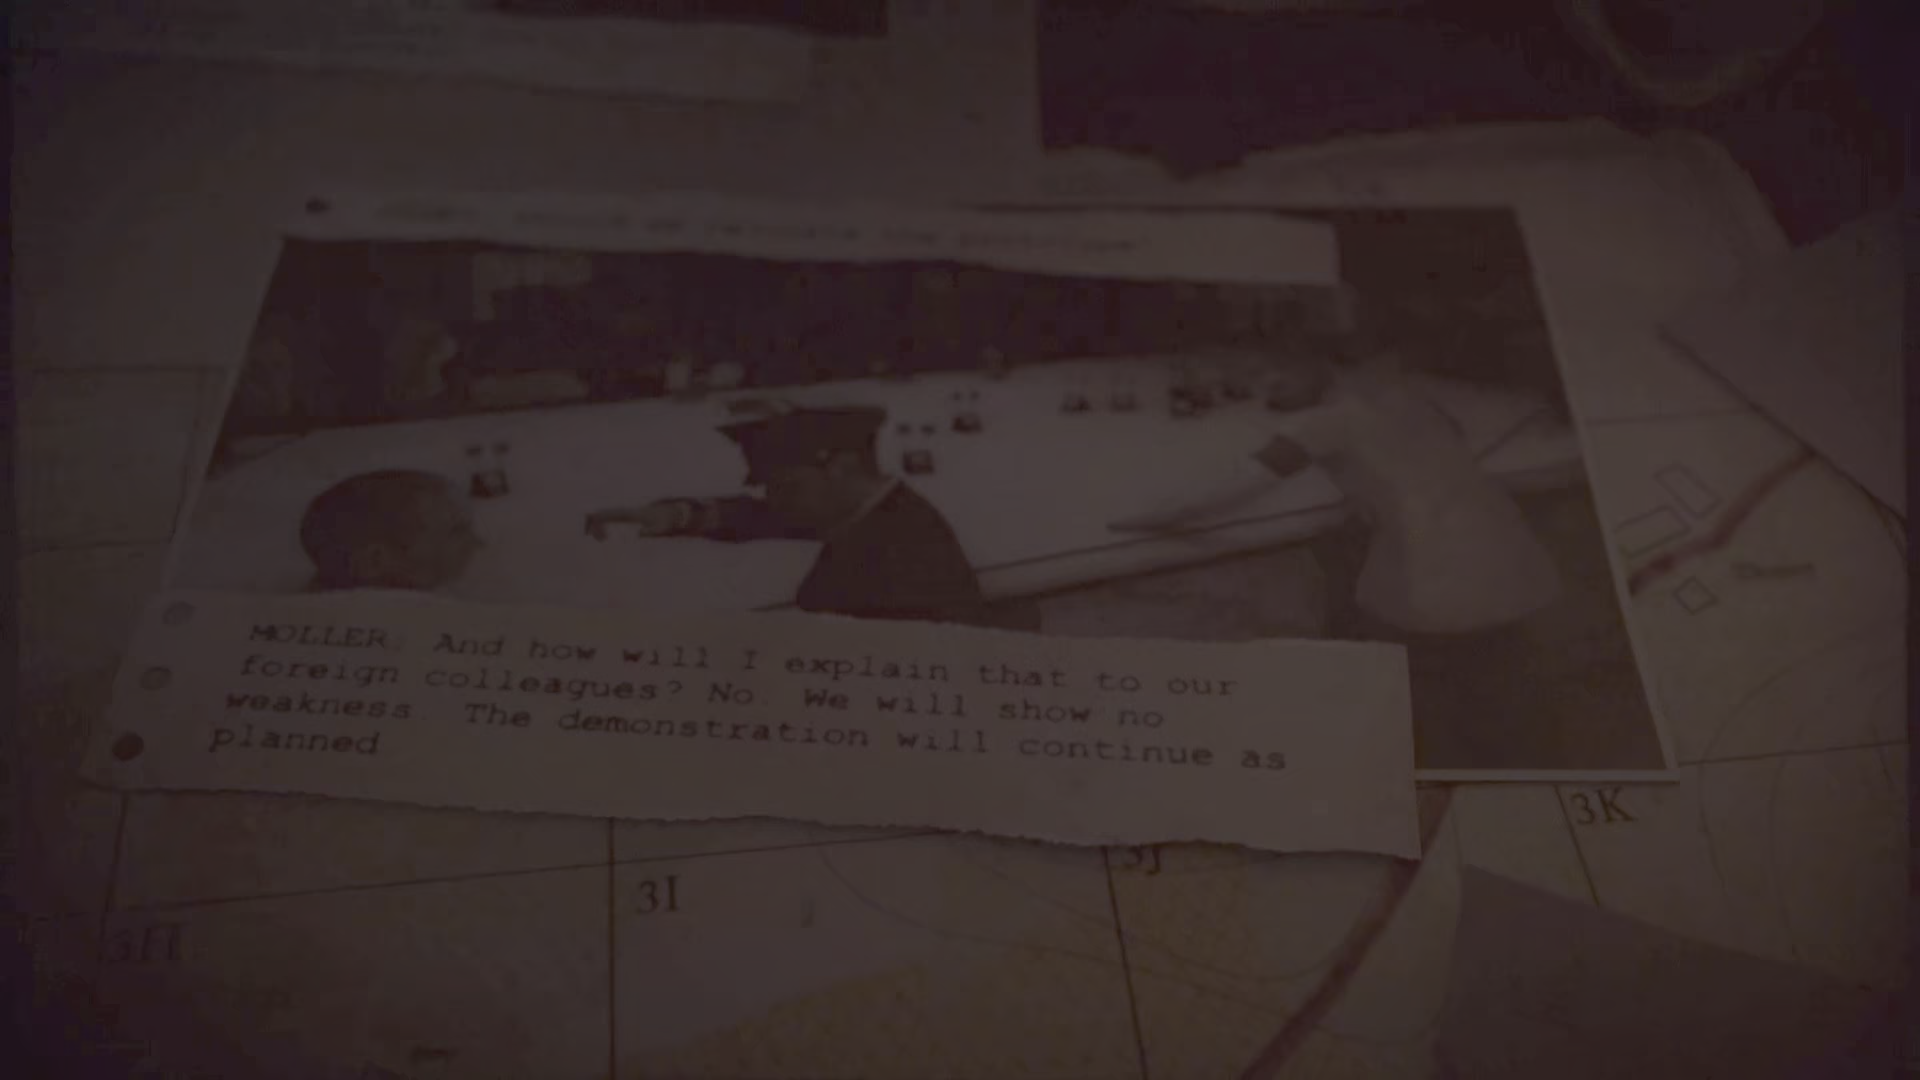 MOLLER: And how will I explain that to our
foreign colleagues? No. We will show no
weakness. The demonstration will continue as
planned
3K
3J
3I
3H